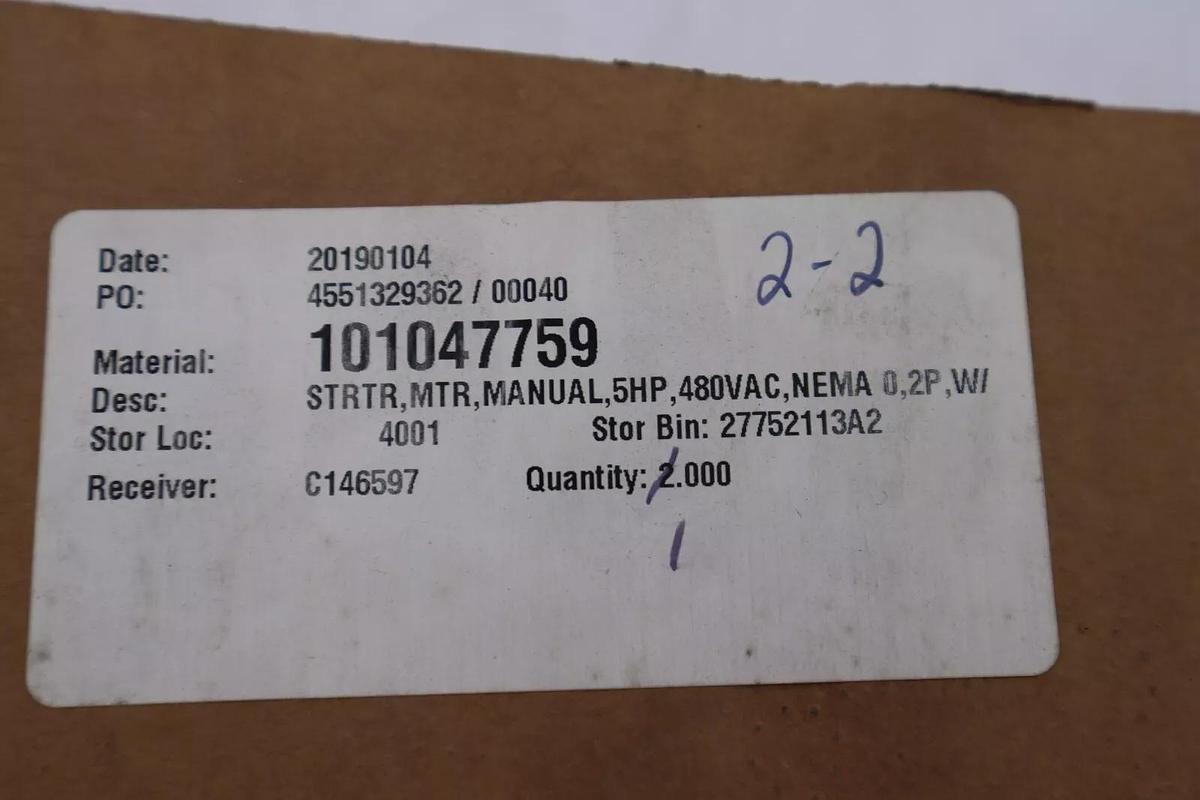 2-2
Date: 20190104
PO: 4551329362 / 00040
Material: 101047759
Desc: STRTR,MTR,MANUAL,5HP,480VAC,NEMA 0,2P,W/
Stor Loc: 4001 Stor Bin: 27752113A2
Receiver: C146597 Quantity: 2.000
1